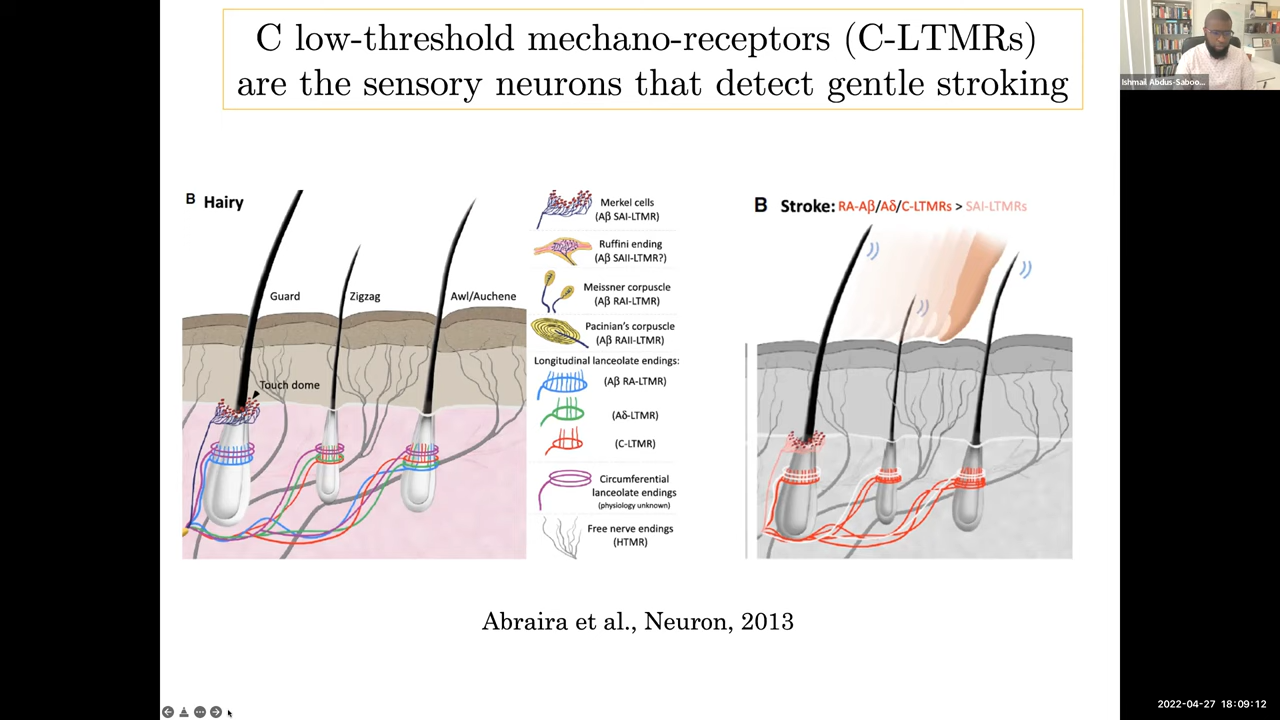 C low-threshold mechano-receptors (C-LTMRs)
are the sensory neurons that detect gentle stroking
Ishmail Abdus-Saboo...
B Hairy
Guard
Zigzag
Awl/Auchene
Touch dome
Merkel cells
(Aβ SAI-LTMR)
Ruffini ending
(Aβ SAII-LTMR?)
Meissner corpuscle
(Aβ RAI-LTMR)
Pacinian's corpuscle
(Aβ RAII-LTMR)
Longitudinal lanceolate endings:
(Aβ RA-LTMR)
(Aδ-LTMR)
(C-LTMR)
Circumferential
lanceolate endings
(physiology unknown)
Free nerve endings
(HTMR)
B Stroke: RA-Aβ/Aδ/C-LTMRs > SAI-LTMRs
Abraira et al., Neuron, 2013
2022-04-27 18:09:12